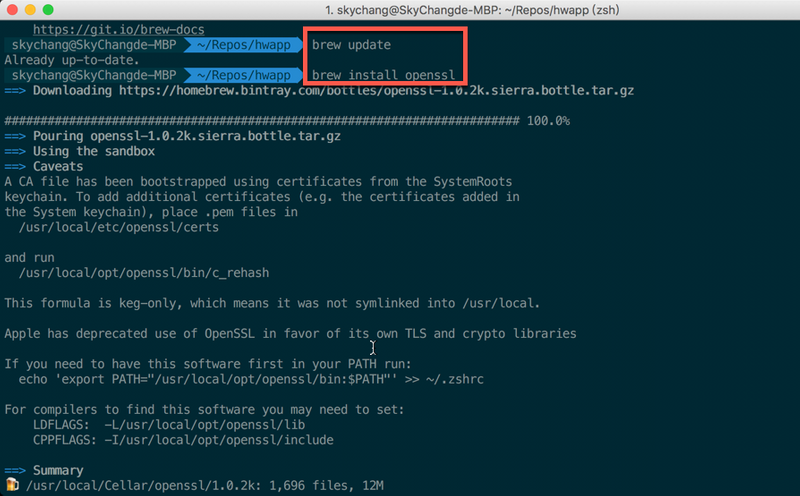 1. skychang@SkyChangde-MBP: ~/Repos/hwapp (zsh)
https://git.io/brew-docs
skychang@SkyChangde-MBP ~/Repos/hwapp brew update
Already up-to-date.
skychang@SkyChangde-MBP ~/Repos/hwapp brew install openssl
==> Downloading https://homebrew.bintray.com/bottles/openssl-1.0.2k.sierra.bottle.tar.gz
######################################################################## 100.0%
==> Pouring openssl-1.0.2k.sierra.bottle.tar.gz
==> Using the sandbox
==> Caveats
A CA file has been bootstrapped using certificates from the SystemRoots
keychain. To add additional certificates (e.g. the certificates added in
the System keychain), place .pem files in
/usr/local/etc/openssl/certs
and run
/usr/local/opt/openssl/bin/c_rehash
This formula is keg-only, which means it was not symlinked into /usr/local.
Apple has deprecated use of OpenSSL in favor of its own TLS and crypto libraries
If you need to have this software first in your PATH run:
echo 'export PATH="/usr/local/opt/openssl/bin:$PATH"' >> ~/.zshrc
For compilers to find this software you may need to set:
LDFLAGS: -L/usr/local/opt/openssl/lib
CPPFLAGS: -I/usr/local/opt/openssl/include
==> Summary
🍺 /usr/local/Cellar/openssl/1.0.2k: 1,696 files, 12M